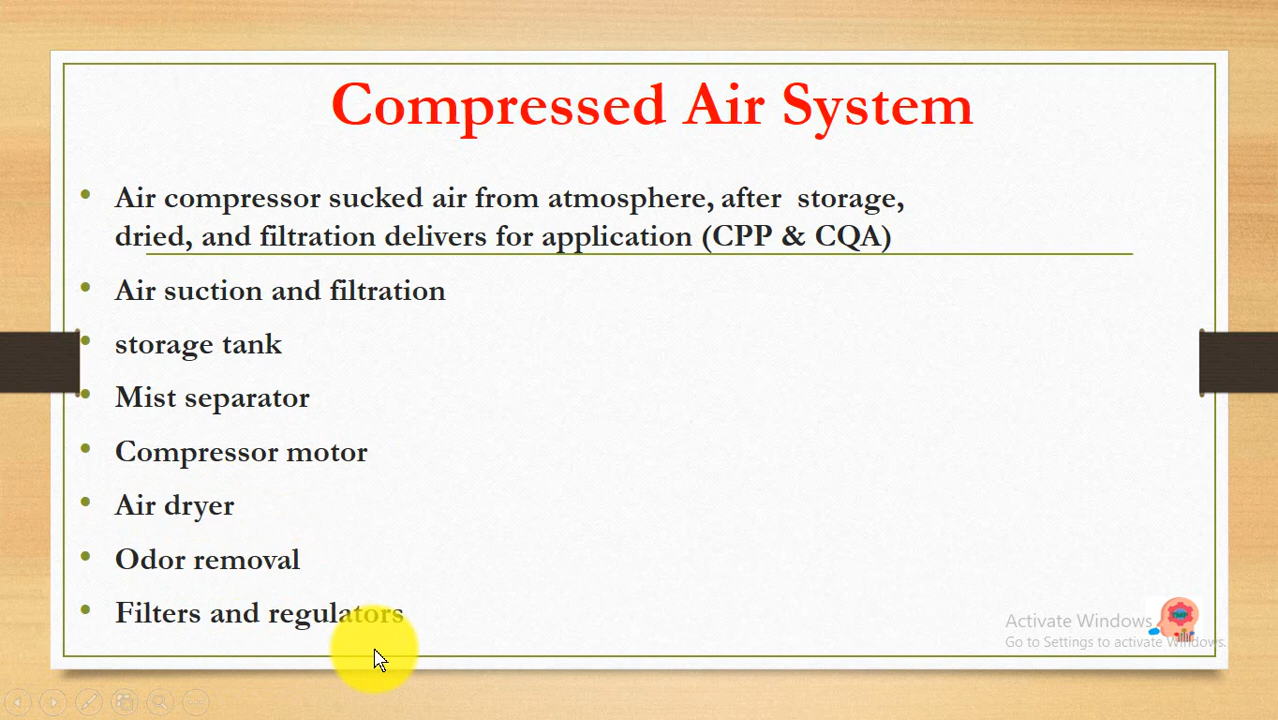 Compressed Air System
• Air compressor sucked air from atmosphere, after storage,
dried, and filtration delivers for application (CPP & CQA)
• Air suction and filtration
• storage tank
• Mist separator
• Compressor motor
• Air dryer
• Odor removal
• Filters and regulators
Activate Windows
Go to Settings to activate Windows.